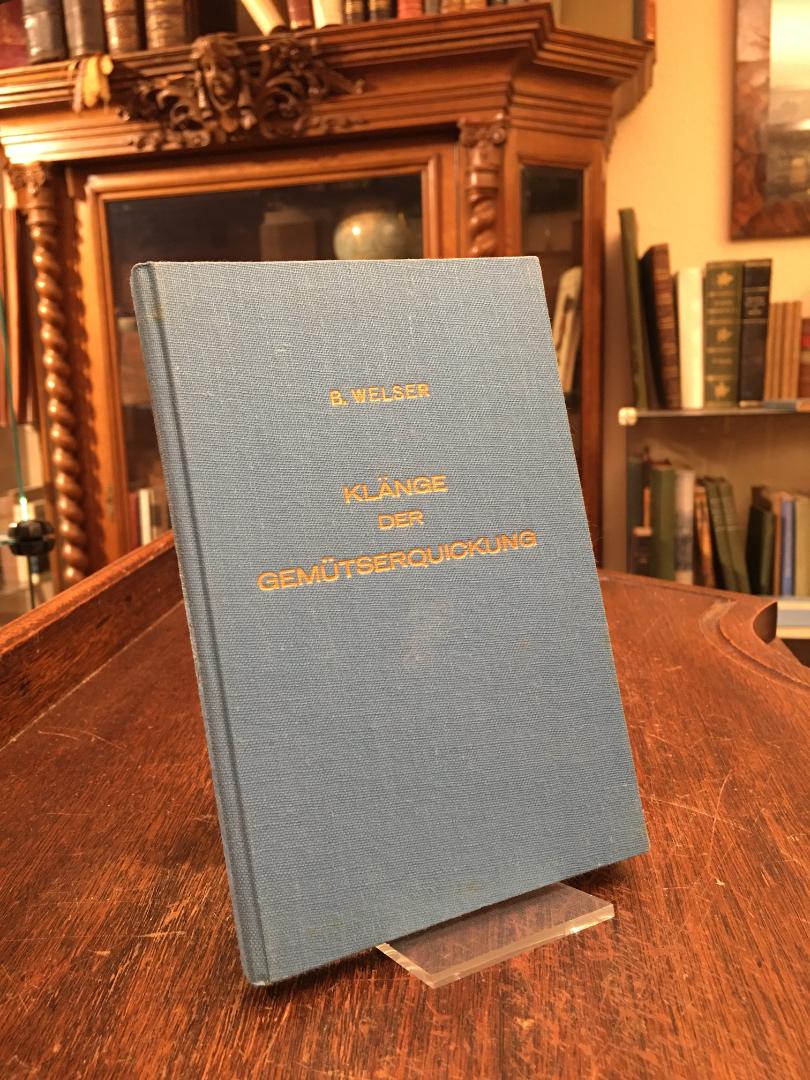 B. WELSER
KLÄNGE
DER
GEMÜTSERQUICKUNG